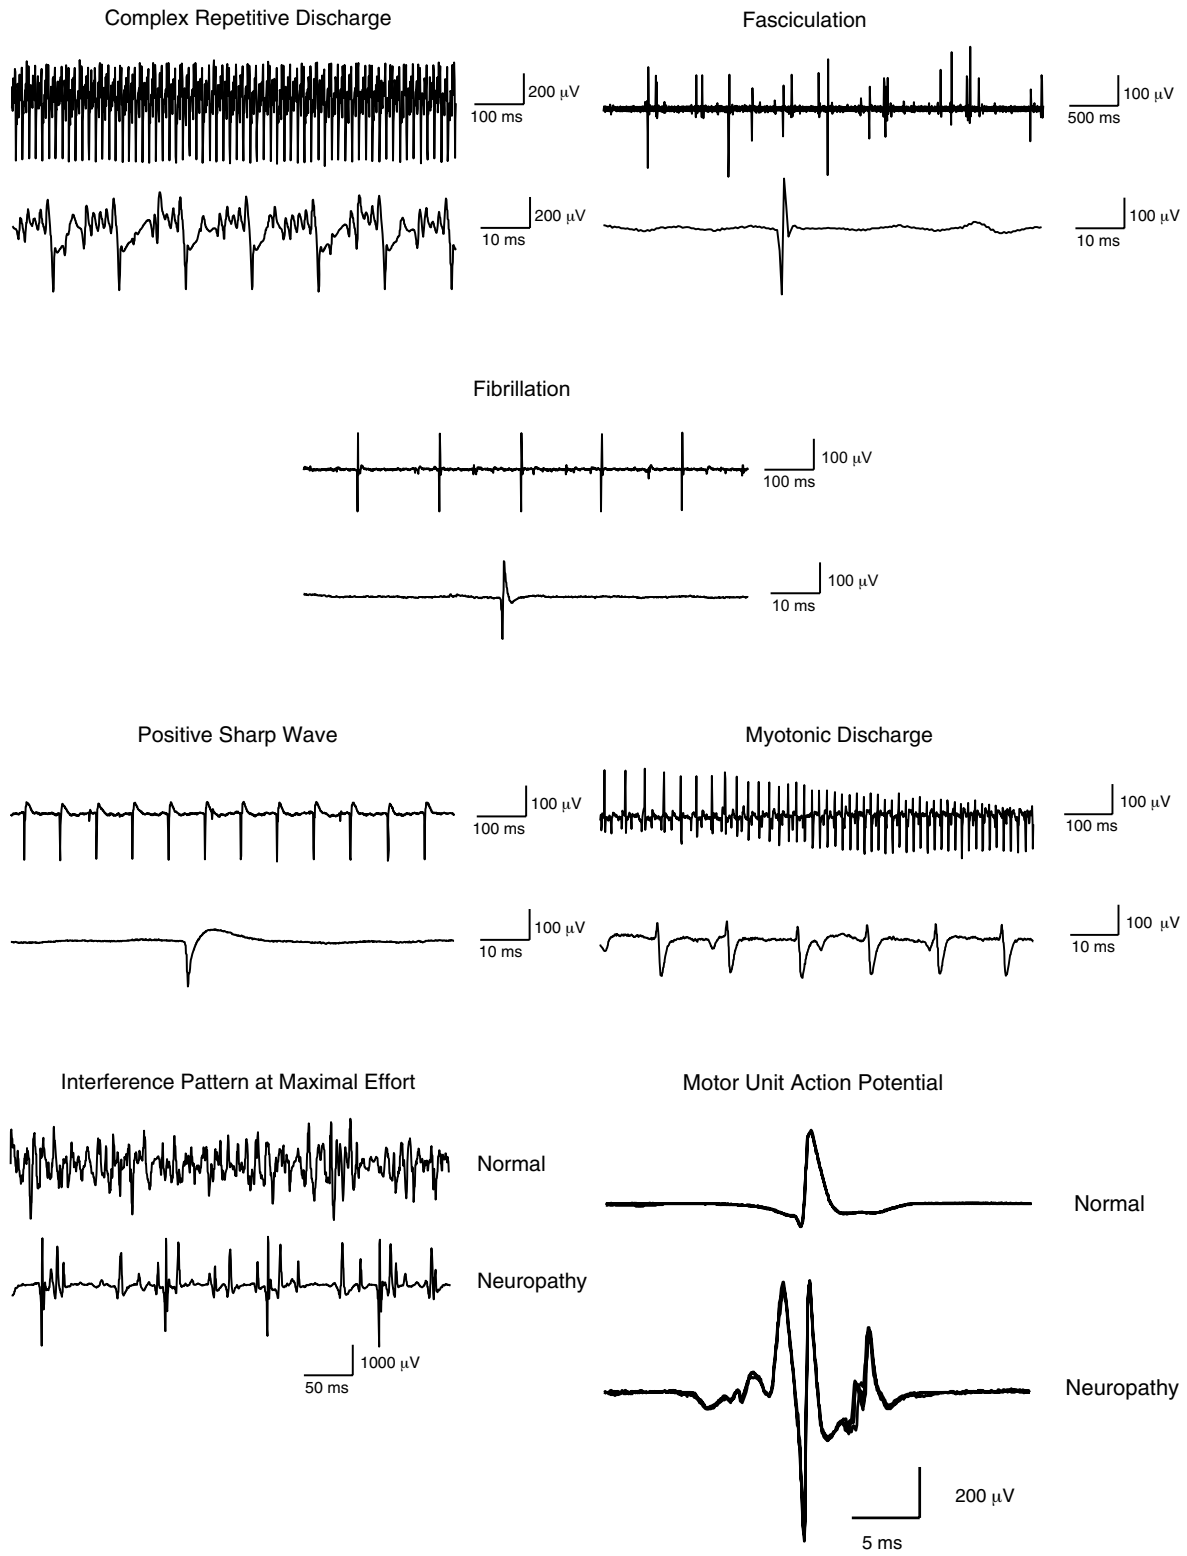 Complex Repetitive Discharge
200 μV
100 ms
200 μV
10 ms
Fasciculation
100 μV
500 ms
100 μV
10 ms
Fibrillation
100 μV
100 ms
100 μV
10 ms
Positive Sharp Wave
100 μV
100 ms
100 μV
10 ms
Myotonic Discharge
100 μV
100 ms
100 μV
10 ms
Interference Pattern at Maximal Effort
Normal
Neuropathy
1000 μV
50 ms
Motor Unit Action Potential
Normal
Neuropathy
200 μV
5 ms